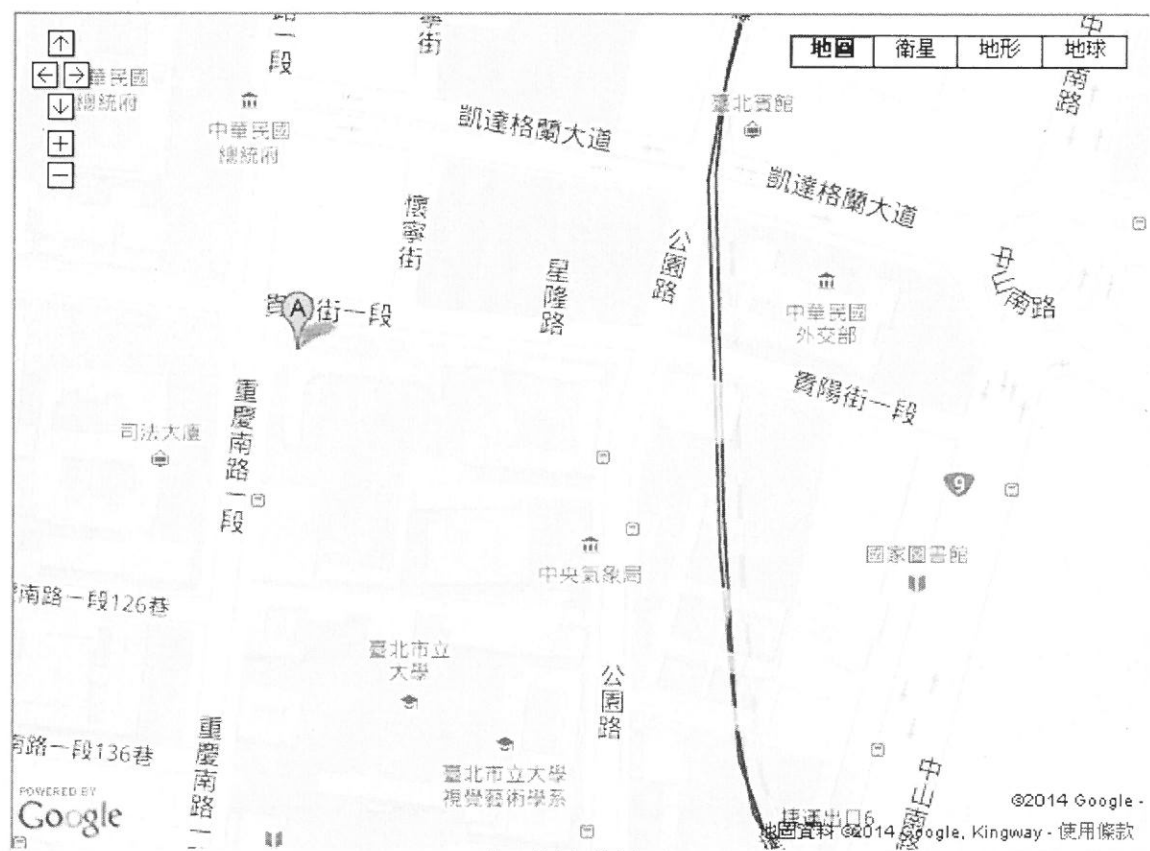 路一段
寧街
中
南路
地圖
衛星
地形
地球
華民國
總統府
中華民國
總統府
凱達格蘭大道
臺北賓館
凱達格蘭大道
懷寧街
公園路
星隆路
中山南路
A
街一段
中華民國
外交部
貴陽街一段
重慶南路一段
司法大廈
9
國家圖書館
中央氣象局
南路一段126巷
臺北市立
大學
公園路
南路一段136巷
重慶南路一
臺北市立大學
視覺藝術學系
中山南路
捷運出口6
POWERED BY
Google
©2014 Google -
地圖資料 ©2014 Google, Kingway - 使用條款